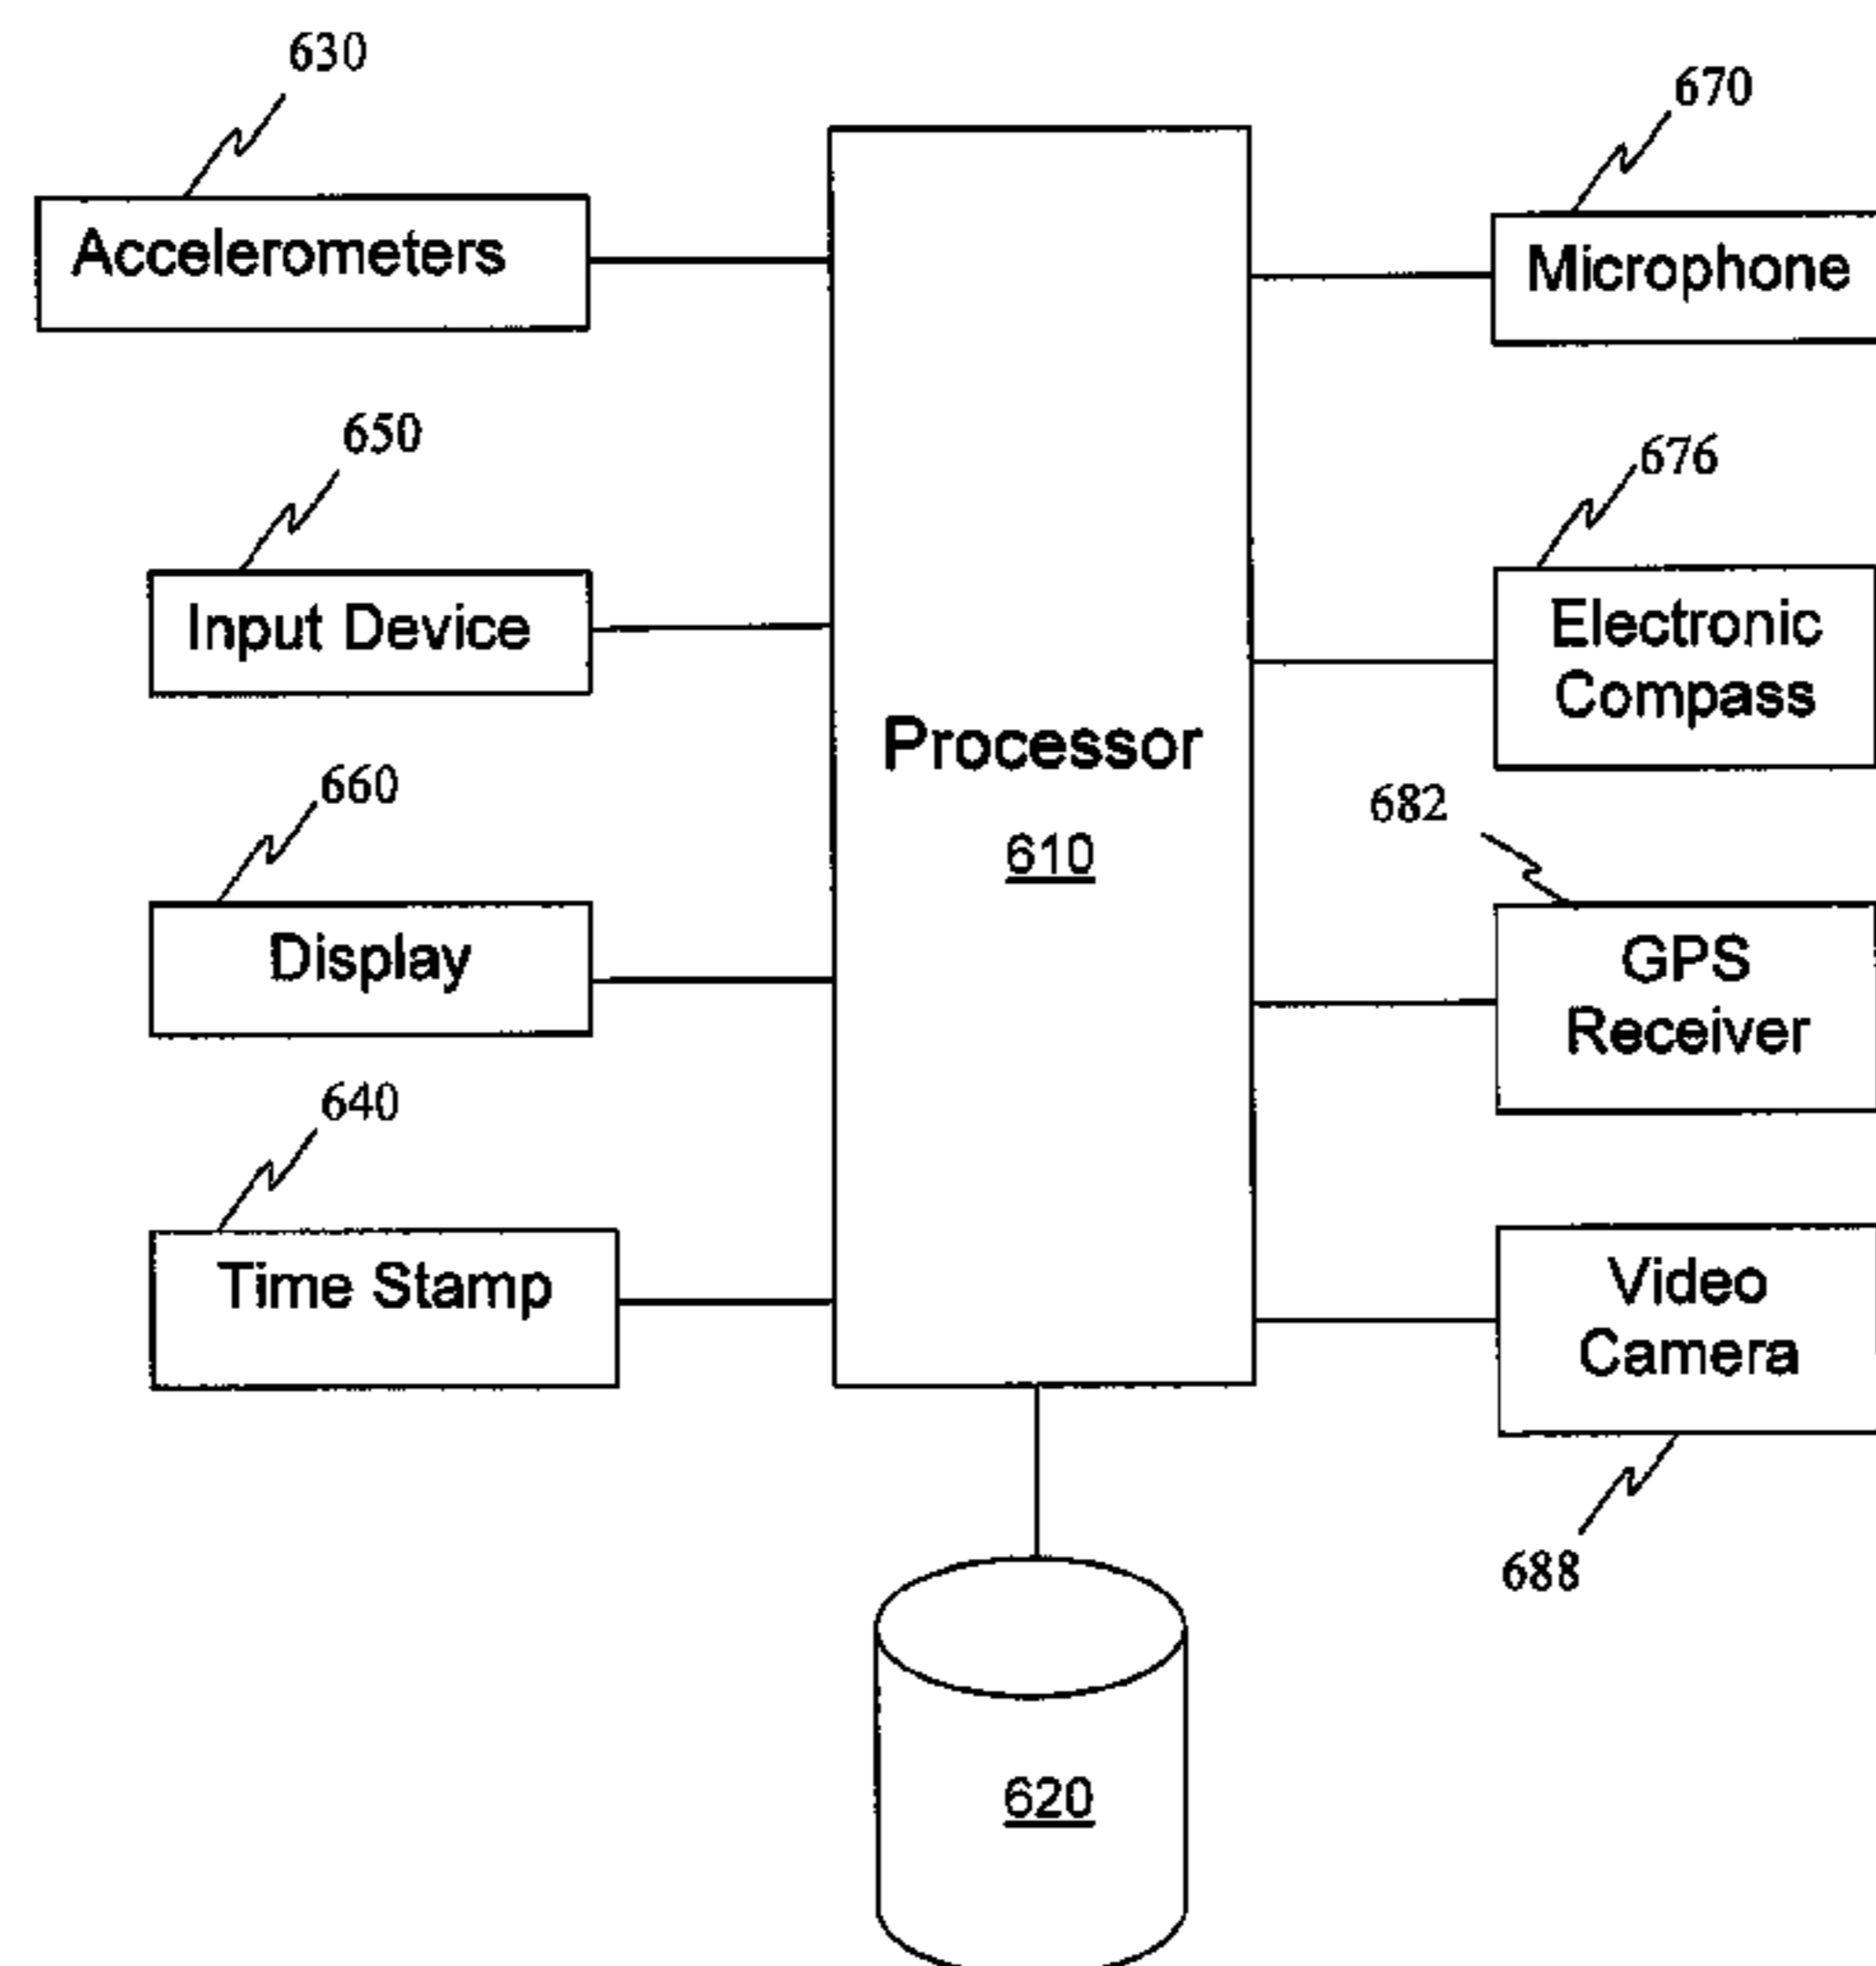 630
Accelerometers
650
Input Device
660
Display
640
Time Stamp
Processor
610
620
670
Microphone
676
Electronic
Compass
682
GPS
Receiver
Video
Camera
688